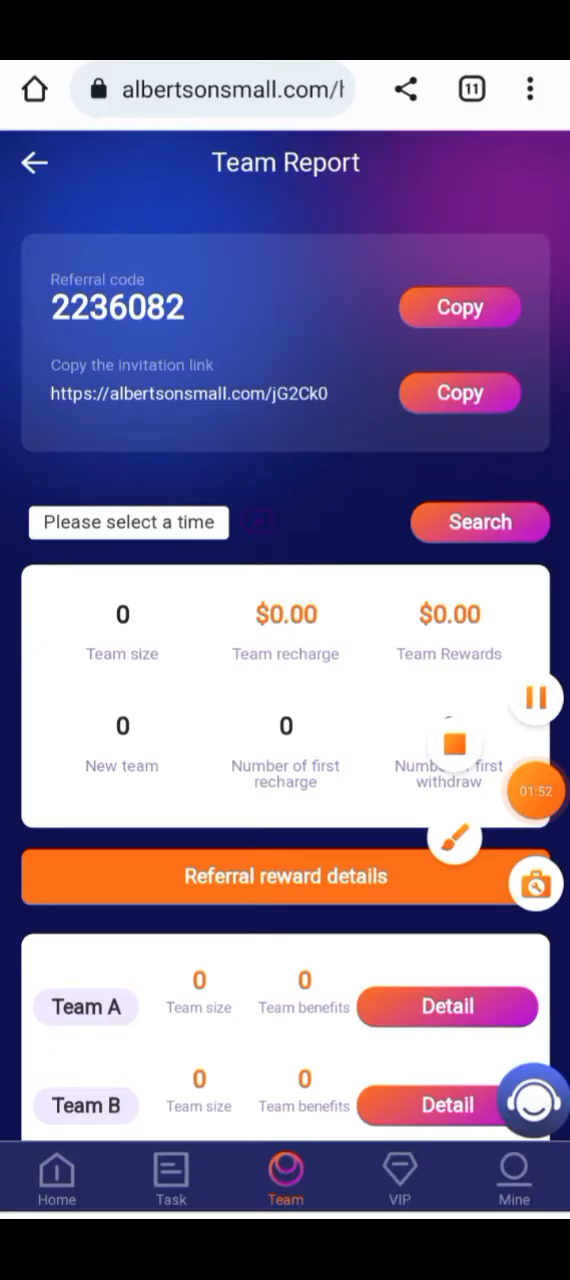 albertsonsmall.com/h
11
Team Report
Referral code
2236082
Copy
Copy the invitation link
https://albertsonsmall.com/jG2Ck0
Copy
Please select a time
Search
0
$0.00
$0.00
Team size
Team recharge
Team Rewards
0
0
New team
Number of first
recharge
first
withdraw
01:52
Referral reward details
Team A
0
Team size
0
Team benefits
Detail
Team B
0
Team size
0
Team benefits
Detail
Home
Task
Team
VIP
Mine